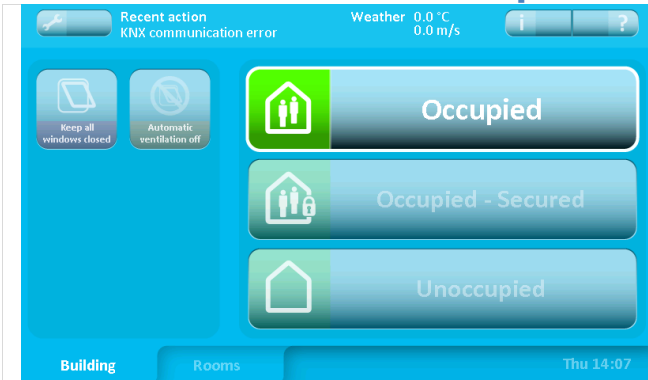 Recent action
KNX communication error
Weather 0.0 °C
0.0 m/s
i
?
Keep all
windows closed
Automatic
ventilation off
Occupied
Occupied - Secured
Unoccupied
Building
Rooms
Thu 14:07